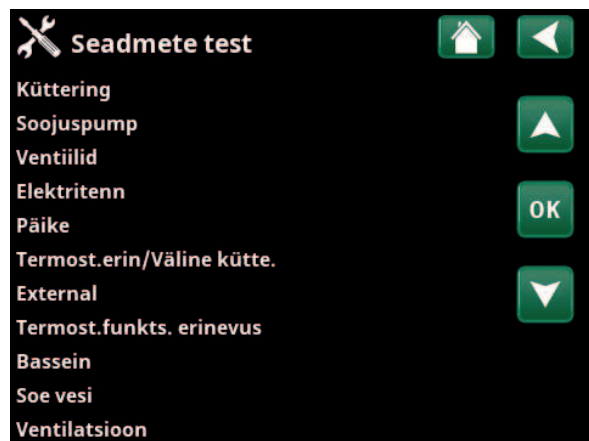 Seadmete test
Küttering
Soojuspump
Ventiilid
Elektritenn
Päike
OK
Termost.erin/Väline kütte.
External
Termost.funkts. erinevus
Bassein
Soe vesi
Ventilatsioon